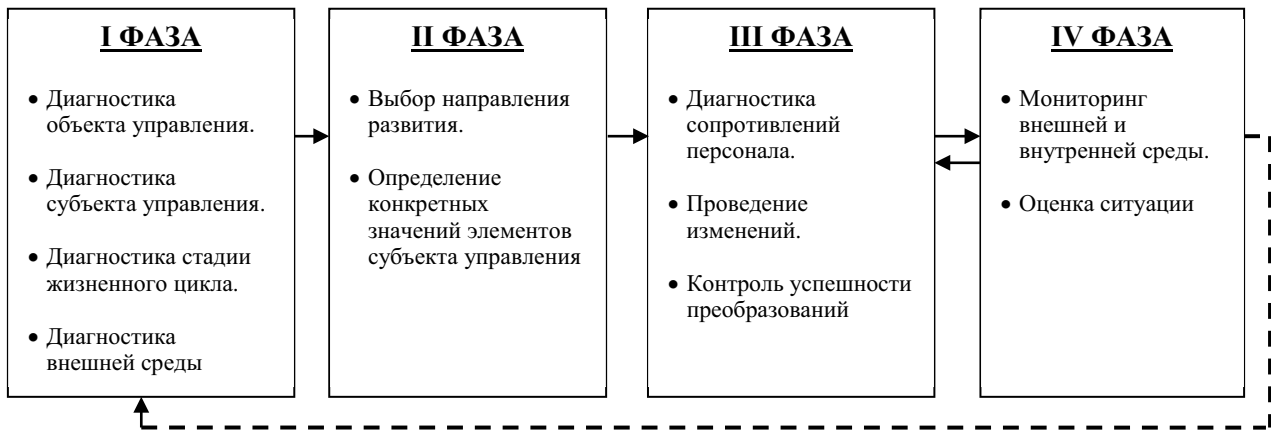 I ФАЗА
• Диагностика
объекта управления.
• Диагностика
субъекта управления.
• Диагностика стадии
жизненного цикла.
• Диагностика
внешней среды
II ФАЗА
• Выбор направления
развития.
• Определение
конкретных
значений элементов
субъекта управления
III ФАЗА
• Диагностика
сопротивлений
персонала.
• Проведение
изменений.
• Контроль успешности
преобразований
IV ФАЗА
• Мониторинг
внешней и
внутренней среды.
• Оценка ситуации